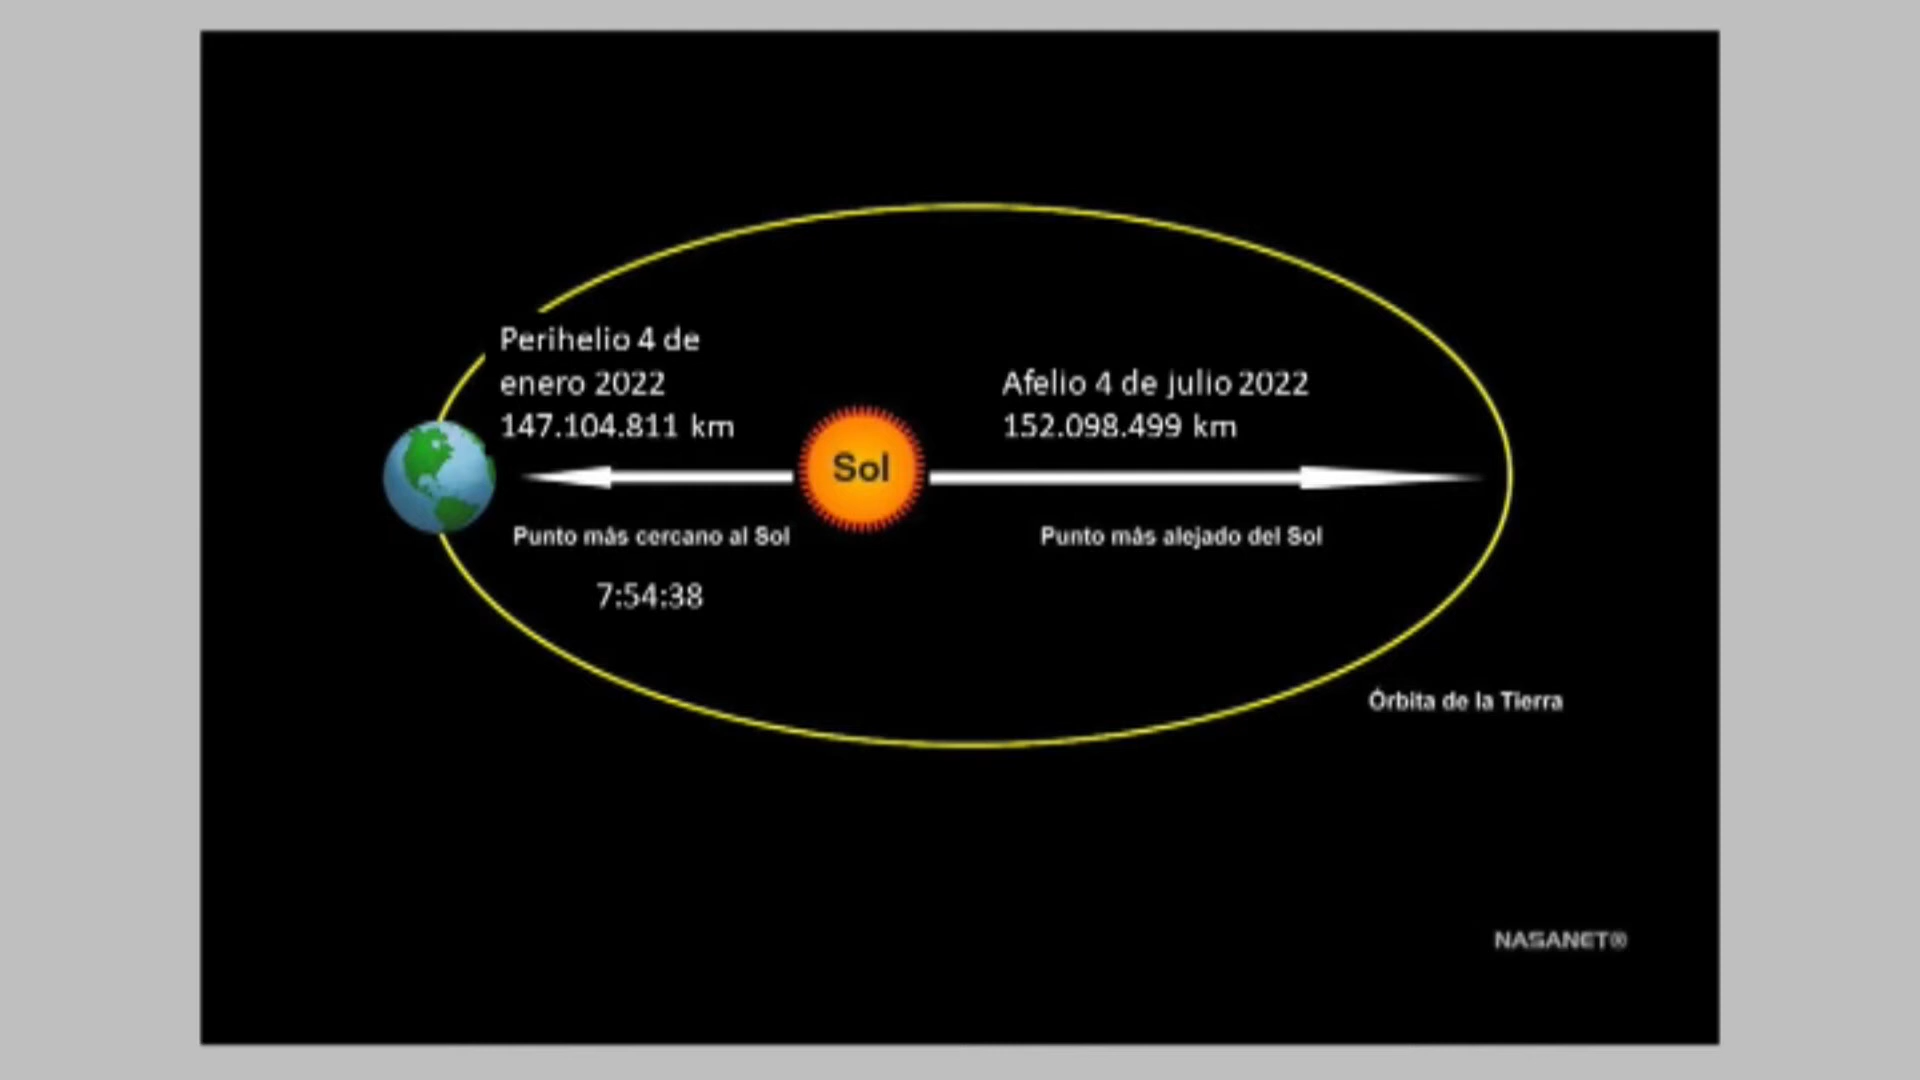 Perihelio 4 de
enero 2022
147.104.811 km
Afelio 4 de julio 2022
152.098.499 km
Sol
Punto más cercano al Sol
Punto más alejado del Sol
7:54:38
Órbita de la Tierra
NASANET®